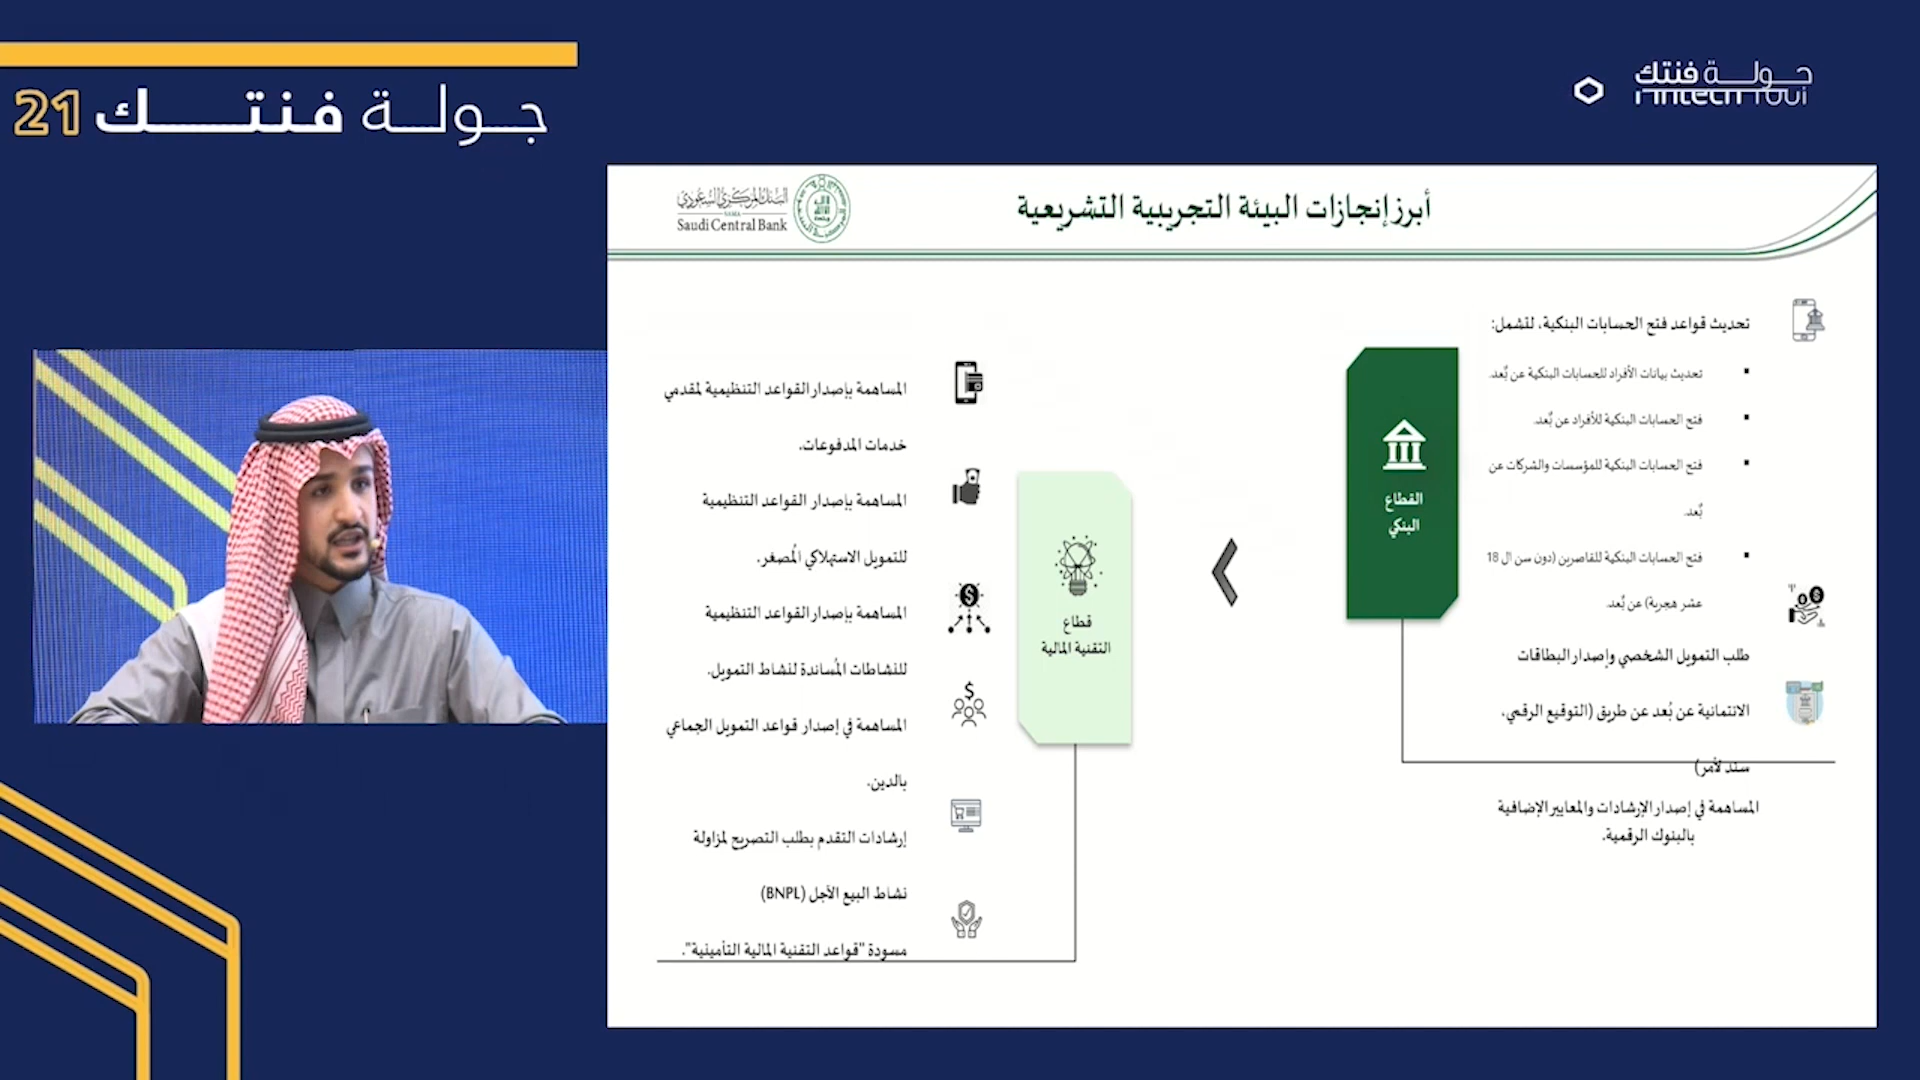 جولة فنتك 21
جولة فنتك
Fintech Tour
أبرز إنجازات البيئة التجريبية التشريعية
البنك المركزي السعودي
SAMA
Saudi Central Bank
تحديث قواعد فتح الحسابات البنكية، لتشمل:
تحديث بيانات الأفراد للحسابات البنكية عن بُعد.
فتح الحسابات البنكية للأفراد عن بُعد.
فتح الحسابات البنكية للمؤسسات والشركات عن
بُعد.
فتح الحسابات البنكية للقاصرين (دون سن ال 18
عشر هجرية) عن بُعد.
طلب التمويل الشخصي وإصدار البطاقات
الائتمانية عن بُعد عن طريق (التوقيع الرقمي،
سند لأمر)
المساهمة في إصدار الإرشادات والمعايير الإضافية
بالبنوك الرقمية.
القطاع
البنكي
قطاع
التقنية المالية
المساهمة بإصدار القواعد التنظيمية لمقدمي
خدمات المدفوعات.
المساهمة بإصدار القواعد التنظيمية
للتمويل الاستهلاكي المُصغر.
المساهمة بإصدار القواعد التنظيمية
للنشاطات المُساندة لنشاط التمويل.
المساهمة في إصدار قواعد التمويل الجماعي
بالدين.
إرشادات التقدم بطلب التصريح لمزاولة
نشاط البيع الآجل (BNPL)
مسودة "قواعد التقنية المالية التأمينية".